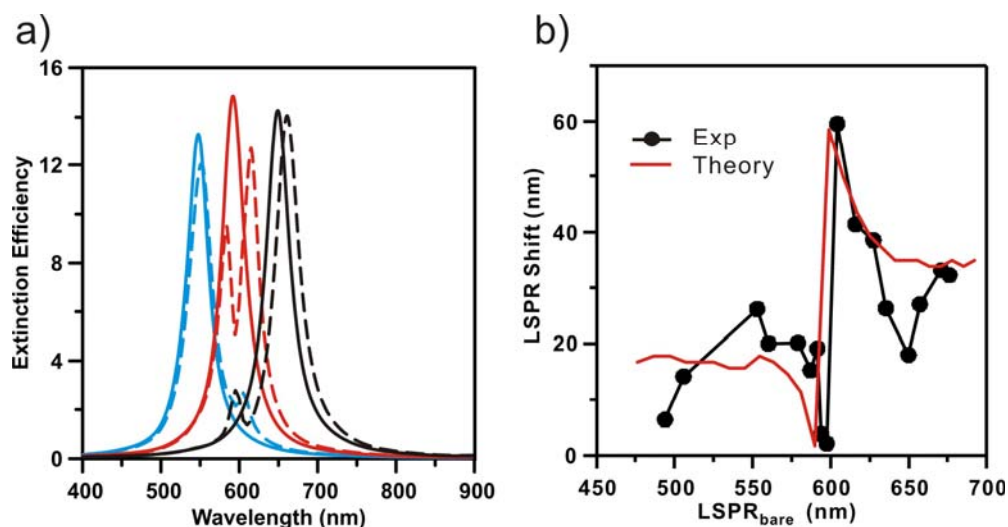 a)
16
12
8
4
0
Extinction Efficiency
400 500 600 700 800 900
Wavelength (nm)
b)
60
40
20
0
LSPR Shift (nm)
Exp
Theory
450 500 550 600 650 700
LSPRbare (nm)